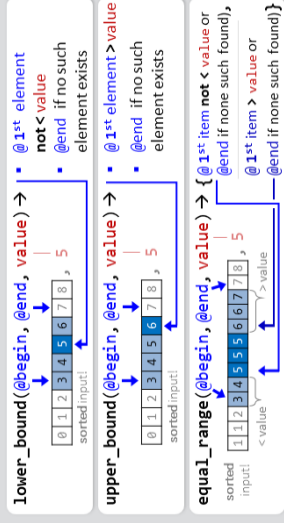 lower_bound(@begin, @end, value) →
▪ @1st element
not < value
▪ @end if no such
element exists
0 1 2 3 4 5 6 7 8 , 5
sorted input!
upper_bound(@begin, @end, value) →
▪ @1st element > value
▪ @end if no such
element exists
0 1 2 3 4 5 6 7 8 , 5
sorted input!
equal_range(@begin, @end, value) → {
@1st item not < value or
@end if none such found),
@1st item > value or
@end if none such found)}
sorted
input!
1 1 2 3 4 5 5 5 6 6 7 7 8 , 5
< value
> value